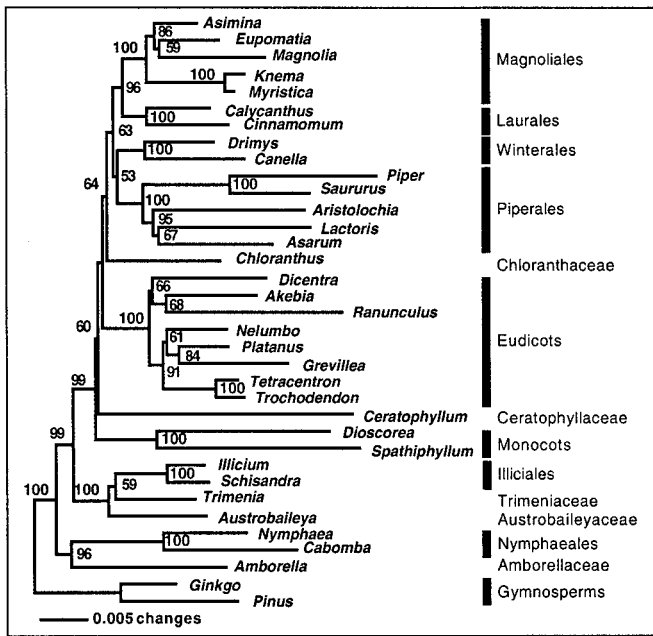 Asimina
86
Eupomatia
59
Magnolia
Magnoliales
100
100
Knema
Myristica
96
Calycanthus
100
Cinnamomum
Laurales
63
Drimys
100
Canella
Winterales
64
53
Piper
100
Saururus
100
Aristolochia
Piperales
95
Lactoris
67
Asarum
Chloranthus
Chloranthaceae
Dicentra
66
Akebia
68
Ranunculus
100
Nelumbo
61
Eudicots
60
Platanus
84
Grevillea
91
Tetracentron
100
Trochodendon
99
Ceratophyllum
Ceratophyllaceae
Dioscorea
100
Monocots
Spathiphyllum
99
Illicium
100
Illiciales
Schisandra
100
100
59
Trimenia
Trimeniaceae
Austrobaileya
Austrobaileyaceae
Nymphaea
100
Nymphaeales
Cabomba
96
Amborella
Amborellaceae
Ginkgo
Gymnosperms
Pinus
0.005 changes